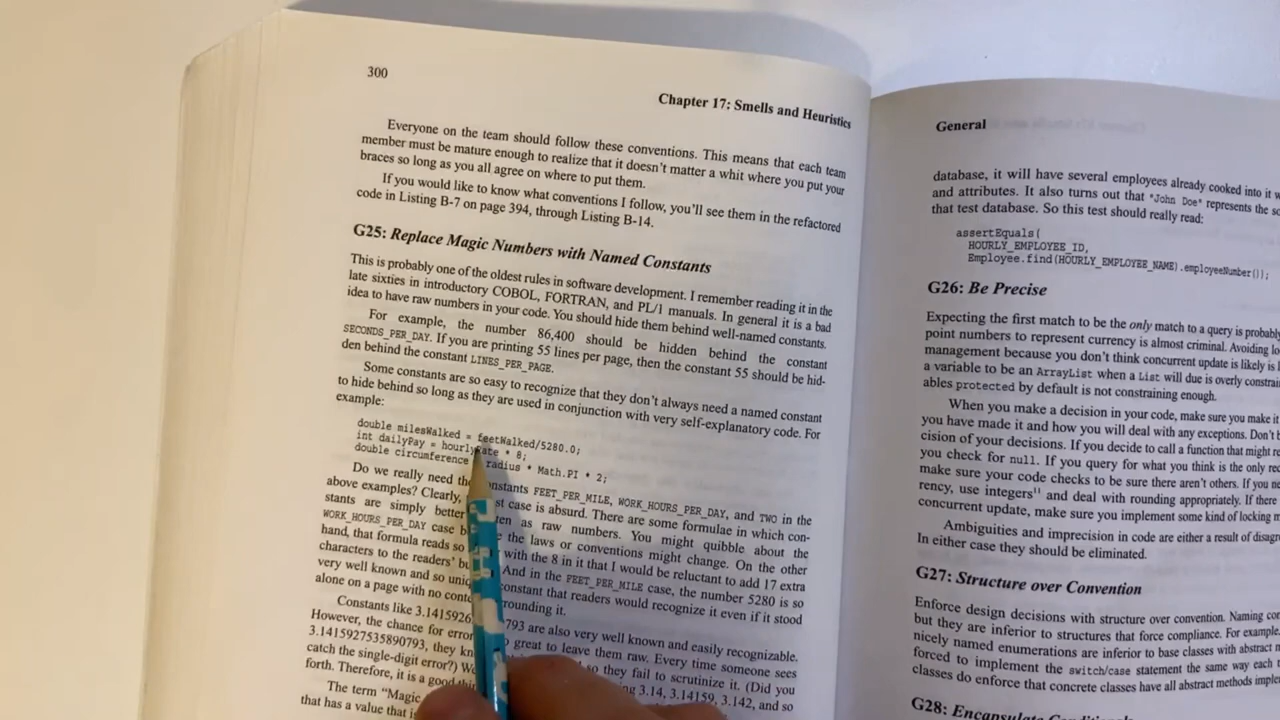 300
Chapter 17: Smells and Heuristics
Everyone on the team should follow these conventions. This means that each team
member must be mature enough to realize that it doesn't matter a whit where you put your
braces so long as you all agree on where to put them.
If you would like to know what conventions I follow, you'll see them in the refactored
code in Listing B-7 on page 394, through Listing B-14.
G25: Replace Magic Numbers with Named Constants
This is probably one of the oldest rules in software development. I remember reading it in the
late sixties in introductory COBOL, FORTRAN, and PL/1 manuals. In general it is a bad
idea to have raw numbers in your code. You should hide them behind well-named constants.
For example, the number 86,400 should be hidden behind the constant
SECONDS_PER_DAY. If you are printing 55 lines per page, then the constant 55 should be hid-
den behind the constant LINES_PER_PAGE.
Some constants are so easy to recognize that they don't always need a named constant
to hide behind so long as they are used in conjunction with very self-explanatory code. For
example:
double milesWalked = feetWalked/5280.0;
int dailyPay = hourlyRate * 8;
double circumference radius * Math.PI * 2;
Do we really need the constants FEET_PER_MILE, WORK_HOURS_PER_DAY, and TWO in the
above examples? Clearly, st case is absurd. There are some formulae in which con-
stants are simply better as raw numbers. You might quibble about the
WORK_HOURS_PER_DAY case the laws or conventions might change. On the other
hand, that formula reads so with the 8 in it that I would be reluctant to add 17 extra
characters to the readers' And in the FEET_PER_MILE case, the number 5280 is so
very well known and so constant that readers would recognize it even if it stood
alone on a page with no rounding it.
Constants like 3.1415926 793 are also very well known and easily recognizable.
However, the chance for error great to leave them raw. Every time someone sees
3.1415927535890793, they so they fail to scrutinize it. (Did you
catch the single-digit error?) 3.14, 3.14159, 3.142, and so
forth. Therefore, it is a good
The term "Magic
that has a value that
General
database, it will have several employees already cooked into it
and attributes. It also turns out that "John Doe" represents the
that test database. So this test should really read:
assertEquals(
HOURLY_EMPLOYEE_ID,
Employee.find(HOURLY_EMPLOYEE_NAME).employeeNumber());
G26: Be Precise
Expecting the first match to be the only match to a query is
point numbers to represent currency is almost criminal. Avoiding
management because you don't think concurrent update is likely is
a variable to be an ArrayList when a List will due is overly
ables protected by default is not constraining enough.
When you make a decision in your code, make sure you make it
you have made it and how you will deal with any exceptions. Don't
cision of your decisions. If you decide to call a function that might
you check for null. If you query for what you think is the only
make sure your code checks to be sure there aren't others. If you
rency, use integers¹¹ and deal with rounding appropriately. If there
concurrent update, make sure you implement some kind of locking
Ambiguities and imprecision in code are either a result of
In either case they should be eliminated.
G27: Structure over Convention
Enforce design decisions with structure over convention. Naming
but they are inferior to structures that force compliance. For example,
nicely named enumerations are inferior to base classes with abstract
forced to implement the switch/case statement the same way each
classes do enforce that concrete classes have all abstract methods
G28: Encapsulate